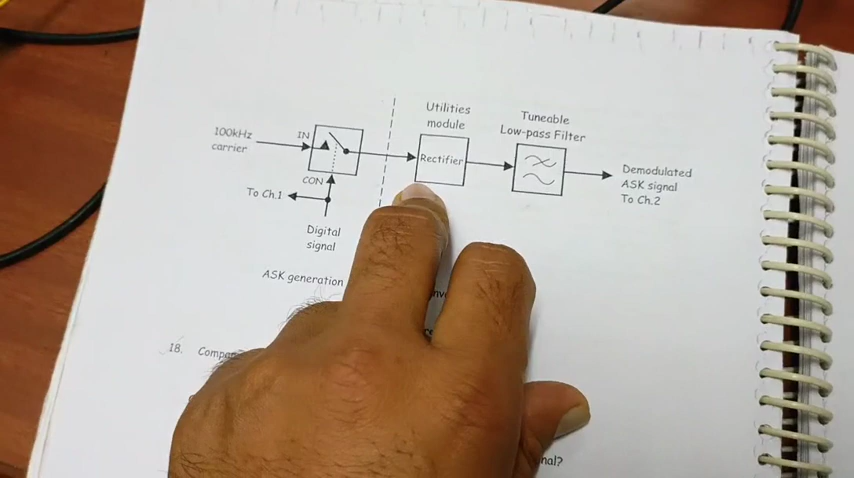 Utilities
module
Tuneable
Low-pass Filter
100kHz
carrier
IN
Rectifier
Demodulated
ASK signal
To Ch.2
CON
To Ch.1
Digital
signal
ASK generation
18.